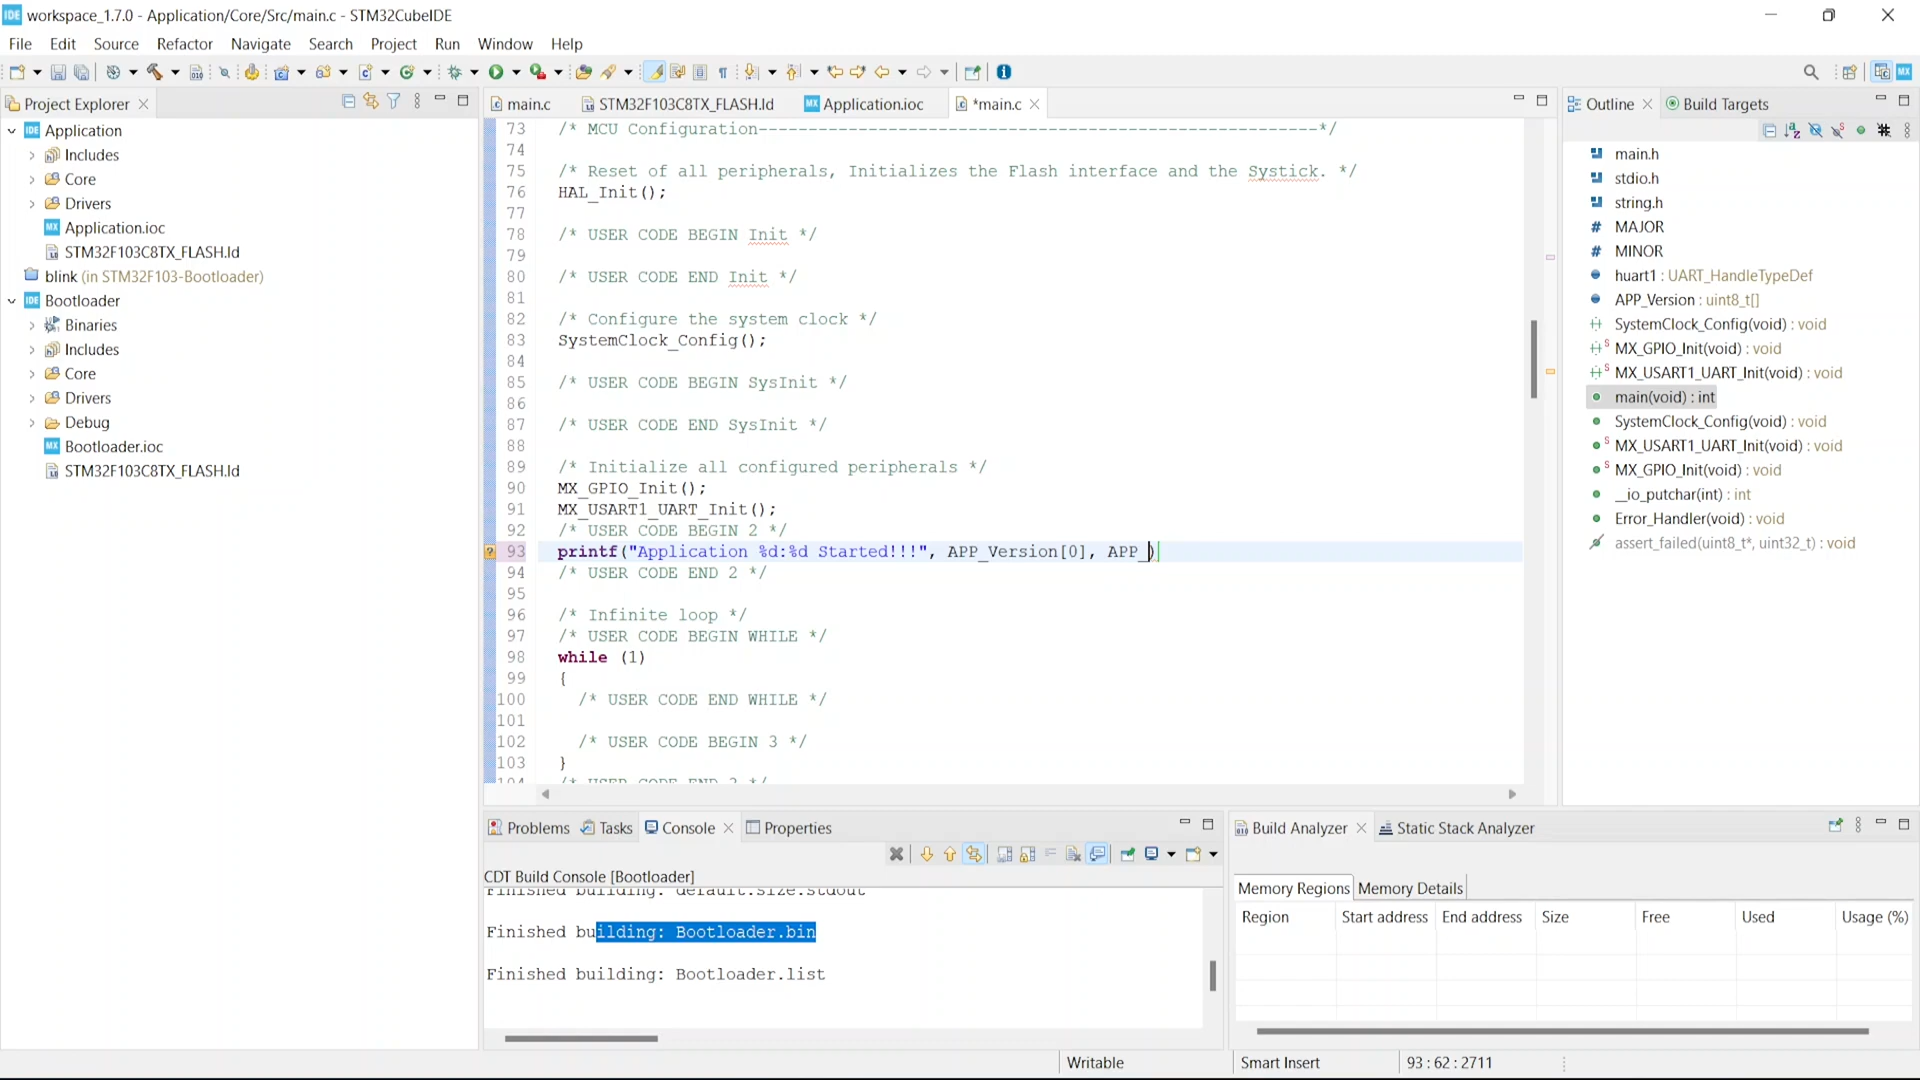 workspace_1.7.0 - Application/Core/Src/main.c - STM32CubeIDE
File Edit Source Refactor Navigate Search Project Run Window Help
Project Explorer
Application
Includes
Core
Drivers
Application.ioc
STM32F103C8TX_FLASH.ld
blink (in STM32F103-Bootloader)
Bootloader
Binaries
Includes
Core
Drivers
Debug
Bootloader.ioc
STM32F103C8TX_FLASH.ld
main.c STM32F103C8TX_FLASH.ld Application.ioc *main.c
73 /* MCU Configuration--------------------------------------------------------*/
74
75 /* Reset of all peripherals, Initializes the Flash interface and the Systick. */
76 HAL_Init();
77
78 /* USER CODE BEGIN Init */
79
80 /* USER CODE END Init */
81
82 /* Configure the system clock */
83 SystemClock_Config();
84
85 /* USER CODE BEGIN SysInit */
86
87 /* USER CODE END SysInit */
88
89 /* Initialize all configured peripherals */
90 MX_GPIO_Init();
91 MX_USART1_UART_Init();
92 /* USER CODE BEGIN 2 */
93 printf("Application %d:%d Started!!!", APP_Version[0], APP_)
94 /* USER CODE END 2 */
95
96 /* Infinite loop */
97 /* USER CODE BEGIN WHILE */
98 while (1)
99 {
100 /* USER CODE END WHILE */
101
102 /* USER CODE BEGIN 3 */
103 }
104 /* USER CODE END 3 */
Outline Build Targets
main.h
stdio.h
string.h
MAJOR
MINOR
huart1 : UART_HandleTypeDef
APP_Version : uint8_t[]
SystemClock_Config(void) : void
MX_GPIO_Init(void) : void
MX_USART1_UART_Init(void) : void
main(void) : int
SystemClock_Config(void) : void
MX_USART1_UART_Init(void) : void
MX_GPIO_Init(void) : void
__io_putchar(int) : int
Error_Handler(void) : void
assert_failed(uint8_t*, uint32_t) : void
Problems Tasks Console Properties
CDT Build Console [Bootloader]
Finished building: default.size.stdout
Finished building: Bootloader.bin
Finished building: Bootloader.list
Build Analyzer Static Stack Analyzer
Memory Regions Memory Details
Region Start address End address Size Free Used Usage (%)
Writable Smart Insert 93 : 62 : 2711